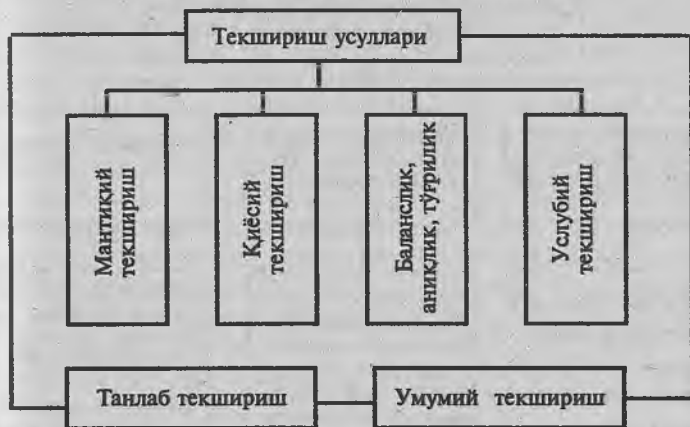 Текшириш усуллари
Мантиқий
текшириш
Қиёсий
текшириш
Баланслик,
аниқлик, тўғрилик
Услубий
текшириш
Танлаб текшириш
Умумий текшириш